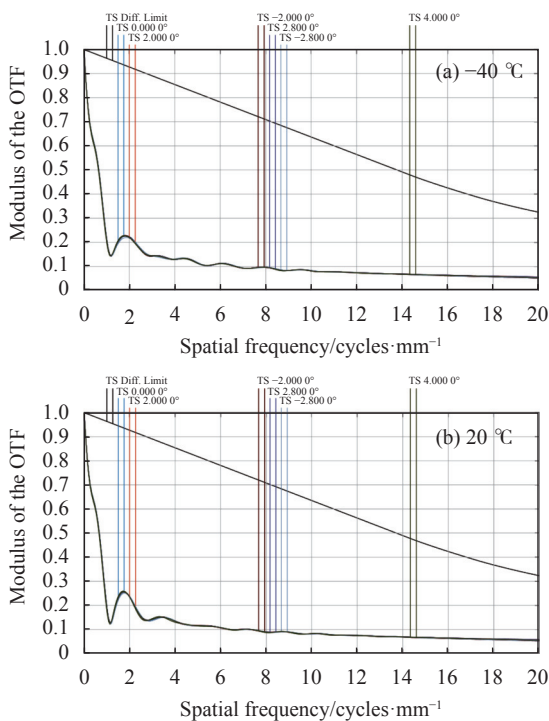 TS Diff. Limit
TS 0.000 0°
TS 2.000 0°
TS −2.000 0°
TS 2.800 0°
TS −2.800 0°
TS 4.000 0°
1.0
0.9
0.8
0.7
0.6
0.5
0.4
0.3
0.2
0.1
0
Modulus of the OTF
(a) −40 ℃
0 2 4 6 8 10 12 14 16 18 20
Spatial frequency/cycles·mm⁻¹
TS Diff. Limit
TS 0.000 0°
TS 2.000 0°
TS −2.000 0°
TS 2.800 0°
TS −2.800 0°
TS 4.000 0°
1.0
0.9
0.8
0.7
0.6
0.5
0.4
0.3
0.2
0.1
0
Modulus of the OTF
(b) 20 ℃
0 2 4 6 8 10 12 14 16 18 20
Spatial frequency/cycles·mm⁻¹